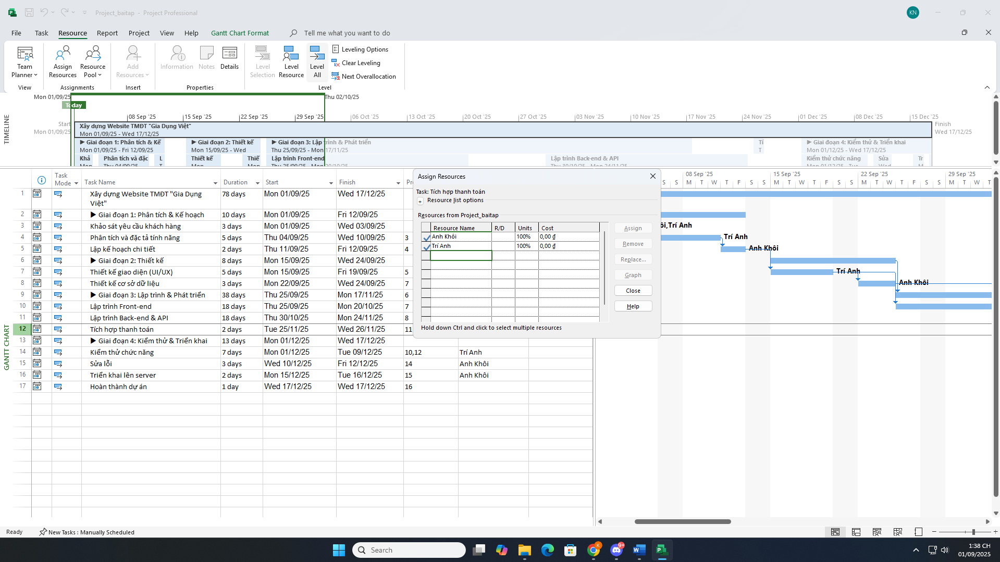 Project_baitap - Project Professional
KN
File Task Resource Report Project View Help Gantt Chart Format Tell me what you want to do
Team Planner
Assign Resources
Resource Pool
Add Resources
Information
Notes
Details
Level Selection
Level Resource
Level All
Leveling Options
Clear Leveling
Next Overallocation
View Assignments Insert Properties Level
TIMELINE
Mon 01/09/25 Thu 02/10/25
Today
08 Sep '25 15 Sep '25 22 Sep '25 29 Sep '25 06 Oct '25 13 Oct '25 20 Oct '25 27 Oct '25 03 Nov '25 10 Nov '25 17 Nov '25 24 Nov '25 01 Dec '25 08 Dec '25 15 Dec '25
Start
Mon 01/09/25
Xây dựng Website TMĐT "Gia Dụng Việt"
Mon 01/09/25 - Wed 17/12/25
Finish
Wed 17/12/25
▶ Giai đoạn 1: Phân tích & Kế ▶ Giai đoạn 2: Thiết kế ▶ Giai đoạn 3: Lập trình & Phát triển Tí ▶ Giai đoạn 4: Kiểm thử & Triển khai
Mon 01/09/25 - Fri 12/09/25 Mon 15/09/25 - Wed Thu 25/09/25 - Mon 17/11/25 T Mon 01/12/25 - Wed 17/12/25
Khả Phân tích và đặc L Thiết kế Thiế Lập trình Front-end Lập trình Back-end & API Kiểm thử chức năng Sửa Tr
Mon Thu 04/09/25 - T Mon Mon Thu 25/09/25 - Mon 20/10/25 Thu 30/10/25 - Mon 24/11/25 Mon 01/12/25 - Tue Wed M
GANTT CHART
Task Mode Task Name Duration Start Finish Pr
1 Xây dựng Website TMĐT "Gia Dụng Việt" 78 days Mon 01/09/25 Wed 17/12/25
2 ▶ Giai đoạn 1: Phân tích & Kế hoạch 10 days Mon 01/09/25 Fri 12/09/25
3 Khảo sát yêu cầu khách hàng 3 days Mon 01/09/25 Wed 03/09/25
4 Phân tích và đặc tả tính năng 5 days Thu 04/09/25 Wed 10/09/25 3
5 Lập kế hoạch chi tiết 2 days Thu 11/09/25 Fri 12/09/25 4
6 ▶ Giai đoạn 2: Thiết kế 8 days Mon 15/09/25 Wed 24/09/25
7 Thiết kế giao diện (UI/UX) 5 days Mon 15/09/25 Fri 19/09/25 5
8 Thiết kế cơ sở dữ liệu 3 days Mon 22/09/25 Wed 24/09/25 7
9 ▶ Giai đoạn 3: Lập trình & Phát triển 38 days Thu 25/09/25 Mon 17/11/25 6
10 Lập trình Front-end 18 days Thu 25/09/25 Mon 20/10/25 7
11 Lập trình Back-end & API 18 days Thu 30/10/25 Mon 24/11/25 8
12 Tích hợp thanh toán 2 days Tue 25/11/25 Wed 26/11/25 11
13 ▶ Giai đoạn 4: Kiểm thử & Triển khai 13 days Mon 01/12/25 Wed 17/12/25
14 Kiểm thử chức năng 7 days Mon 01/12/25 Tue 09/12/25 10,12 Trí Anh
15 Sửa lỗi 3 days Wed 10/12/25 Fri 12/12/25 14 Anh Khôi
16 Triển khai lên server 2 days Mon 15/12/25 Tue 16/12/25 15 Anh Khôi
17 Hoàn thành dự án 1 day Wed 17/12/25 Wed 17/12/25 16
Assign Resources
Task: Tích hợp thanh toán
+ Resource list options
Resources from Project_baitap
Resource Name R/D Units Cost
Anh Khôi 100% 0,00 ₫
Trí Anh 100% 0,00 ₫
Assign
Remove
Replace...
Graph
Close
Help
Hold down Ctrl and click to select multiple resources
08 Sep '25 15 Sep '25 22 Sep '25 29 Sep '25
S S M T W T F S S M T W T F S S M T W T F S S M T W T
ôi,Trí Anh
Trí Anh
Anh Khôi
Trí Anh
Anh Khôi
Ready New Tasks : Manually Scheduled
Search
K
9+
1:38 CH
01/09/2025